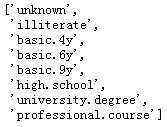 ['unknown',
'illiterate',
'basic.4y',
'basic.6y',
'basic.9y',
'high.school',
'university.degree',
'professional.course']